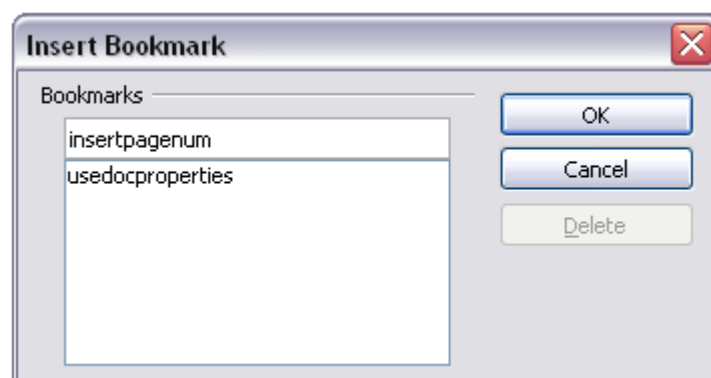 Insert Bookmark
Bookmarks
OK
insertpagenum
Cancel
usedocproperties
Delete